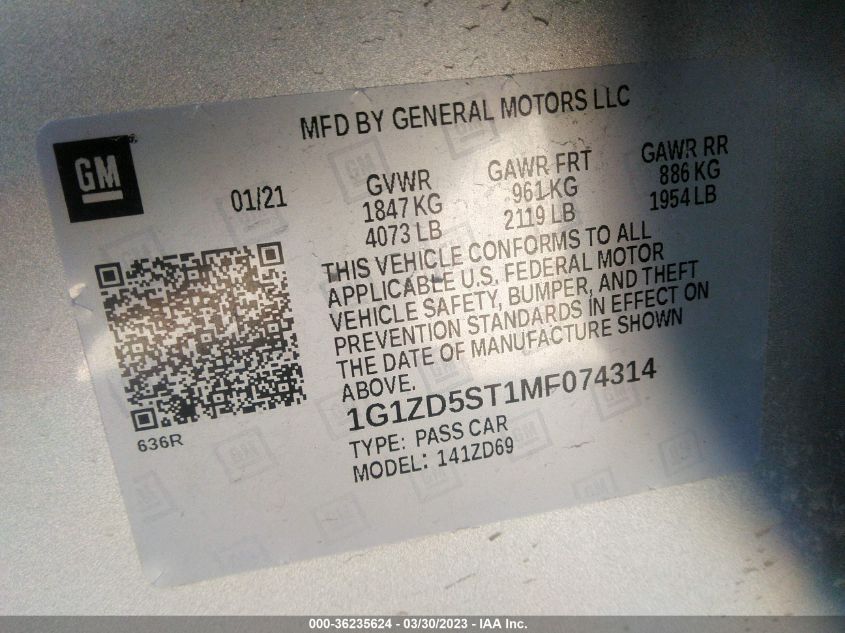 MFD BY GENERAL MOTORS LLC
GM
01/21
GVWR
1847 KG
4073 LB
GAWR FRT
961 KG
2119 LB
GAWR RR
886 KG
1954 LB
THIS VEHICLE CONFORMS TO ALL
APPLICABLE U.S. FEDERAL MOTOR
VEHICLE SAFETY, BUMPER, AND THEFT
PREVENTION STANDARDS IN EFFECT ON
THE DATE OF MANUFACTURE SHOWN
ABOVE.
1G1ZD5ST1MF074314
TYPE: PASS CAR
MODEL: 141ZD69
636R
000-36235624 - 03/30/2023 - IAA Inc.